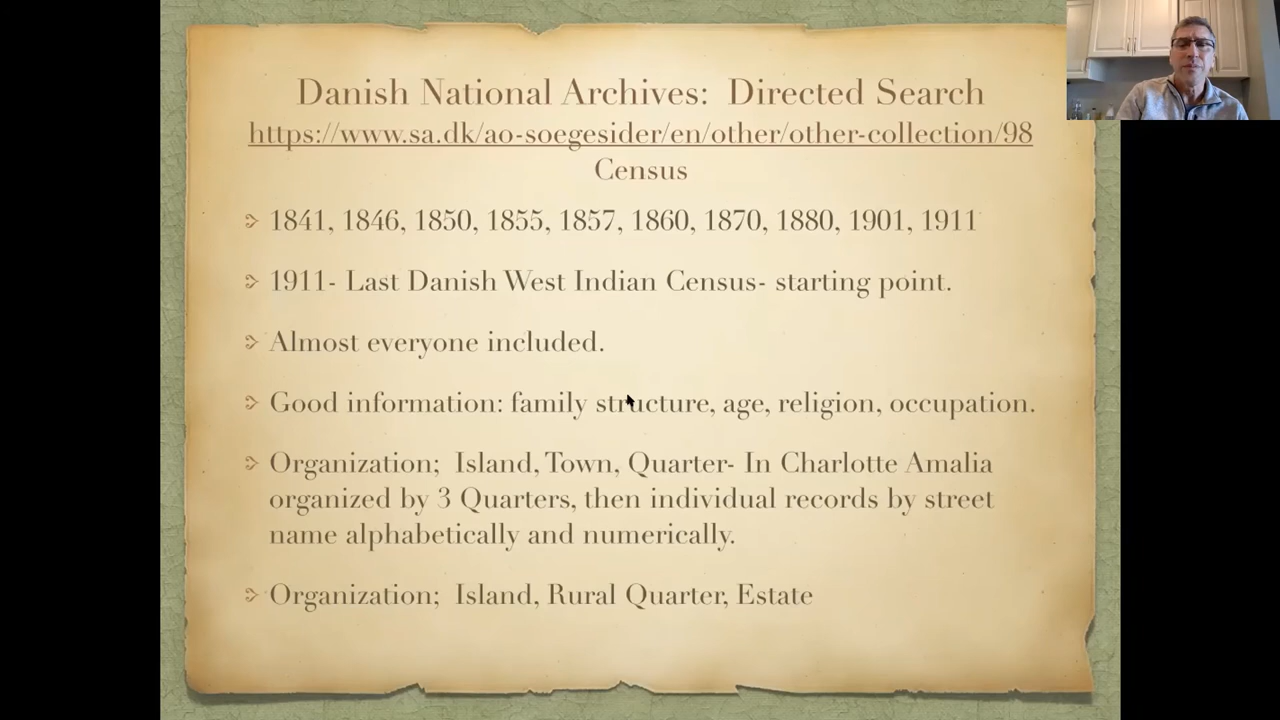 Danish National Archives:  Directed Search
https://www.sa.dk/ao-soegesider/en/other/other-collection/98
Census
1841, 1846, 1850, 1855, 1857, 1860, 1870, 1880, 1901, 1911
1911- Last Danish West Indian Census- starting point.
Almost everyone included.
Good information: family structure, age, religion, occupation.
Organization;  Island, Town, Quarter- In Charlotte Amalia
organized by 3 Quarters, then individual records by street
name alphabetically and numerically.
Organization;  Island, Rural Quarter, Estate